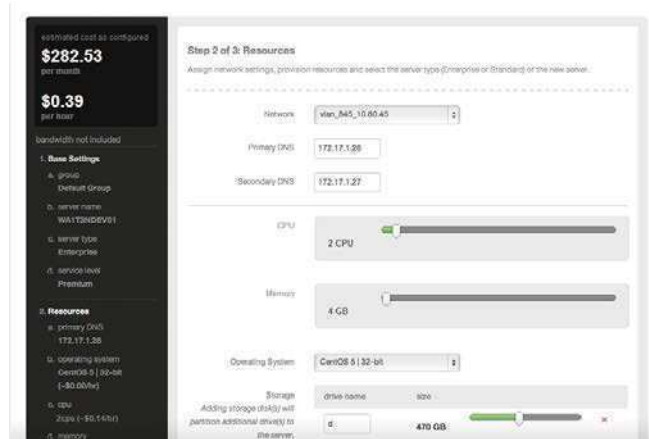 estimated cost as configured
$282.53
per month
$0.39
per hour
bandwidth not included
1. Base Settings
a. group
Default Group
b. server name
WA1T3NDEV01
c. server type
Enterprise
d. service level
Premium
2. Resources
a. primary DNS
172.17.1.26
b. operating system
CentOS 5 | 32-bit
(~$0.00/hr)
c. cpu
2cpu (~$0.14/hr)
d. memory
Step 2 of 3: Resources
Assign network settings, provision resources and select the server type (Enterprise or Standard) of the new server.
Network
vlan_845_10.60.45
Primary DNS
172.17.1.26
Secondary DNS
172.17.1.27
CPU
2 CPU
Memory
4 GB
Operating System
CentOS 5 | 32-bit
Storage
Adding storage disk(s) will
partition additional drive(s) to
the server.
drive name
size
d
470 GB